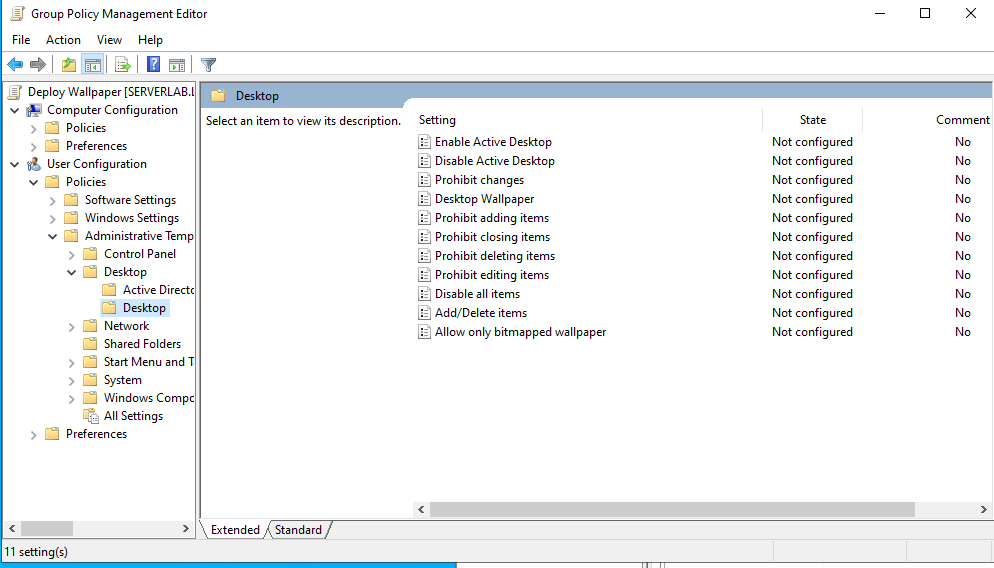 Group Policy Management Editor
File Action View Help
Deploy Wallpaper [SERVERLAB.L
Computer Configuration
Policies
Preferences
User Configuration
Policies
Software Settings
Windows Settings
Administrative Temp
Control Panel
Desktop
Active Directo
Desktop
Network
Shared Folders
Start Menu and T
System
Windows Compo
All Settings
Preferences
Desktop
Select an item to view its description.
Setting State Comment
Enable Active Desktop Not configured No
Disable Active Desktop Not configured No
Prohibit changes Not configured No
Desktop Wallpaper Not configured No
Prohibit adding items Not configured No
Prohibit closing items Not configured No
Prohibit deleting items Not configured No
Prohibit editing items Not configured No
Disable all items Not configured No
Add/Delete items Not configured No
Allow only bitmapped wallpaper Not configured No
Extended Standard
11 setting(s)